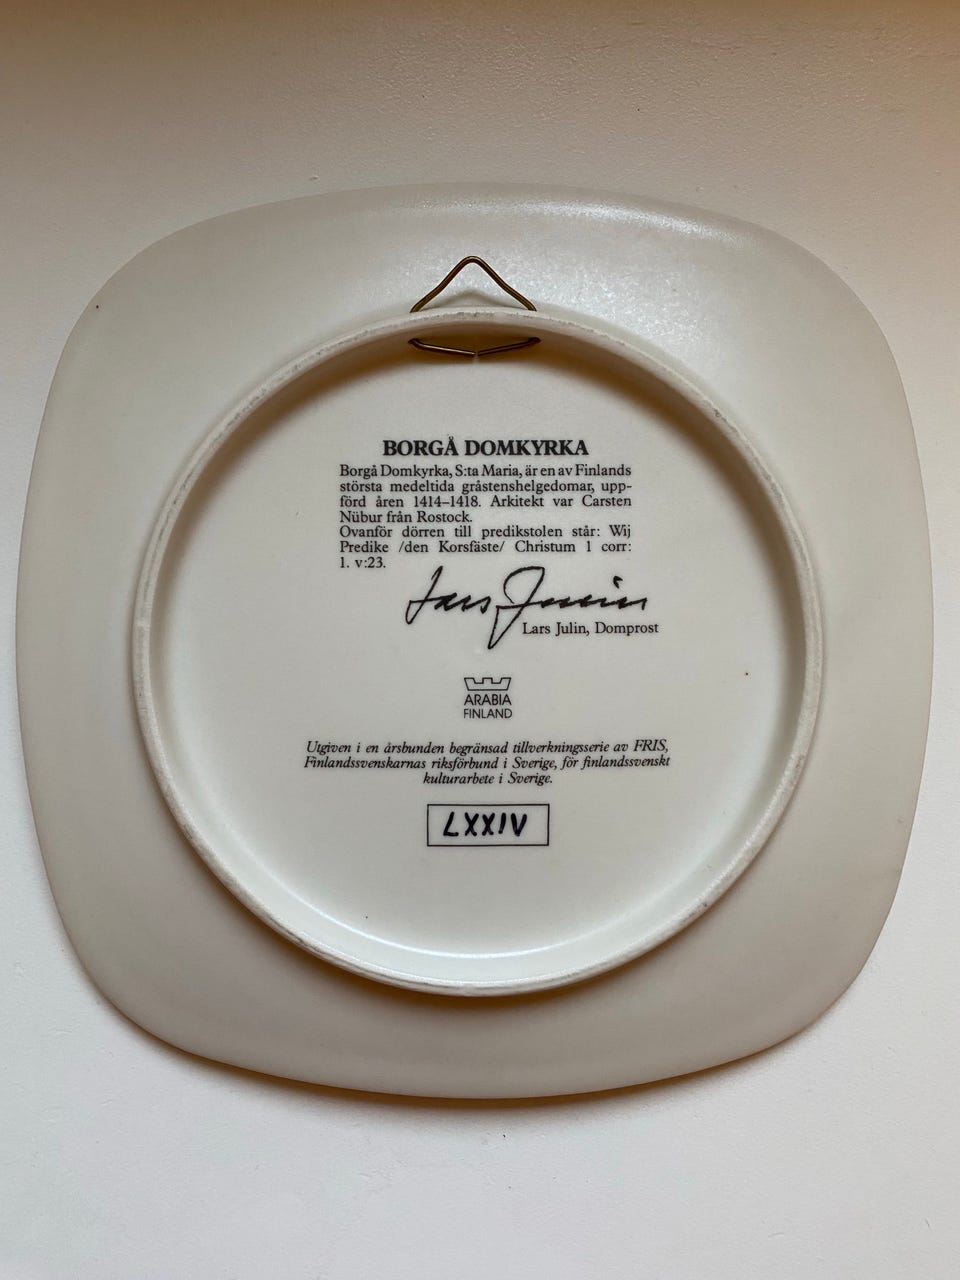 BORGÅ DOMKYRKA
Borgå Domkyrka, S:ta Maria, är en av Finlands
största medeltida gråstenshelgedomar, upp-
förd åren 1414–1418. Arkitekt var Carsten
Nübur från Rostock.
Ovanför dörren till predikstolen står: Wij
Predike /den Korsfäste/ Christum 1 corr:
1. v:23.
Lars Julin
Lars Julin, Domprost
ARABIA
FINLAND
Utgiven i en årsbunden begränsad tillverkningsserie av FRIS,
Finlandssvenskarnas riksförbund i Sverige, för finlandssvenskt
kulturarbete i Sverige.
LXXIV